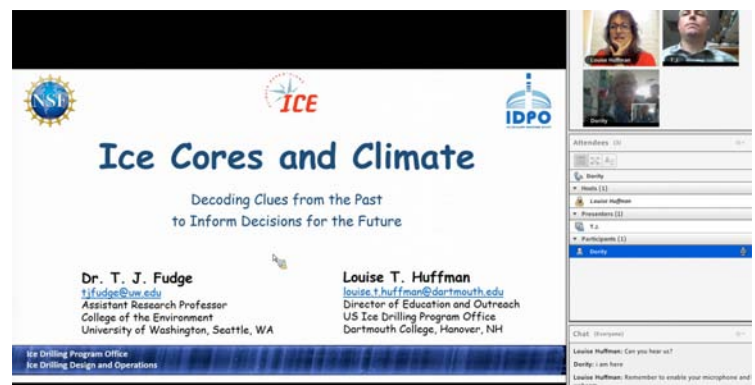 NSF
ICE
IDPO
Ice Cores and Climate
Decoding Clues from the Past
to Inform Decisions for the Future
Dr. T. J. Fudge
tjfudge@uw.edu
Assistant Research Professor
College of the Environment
University of Washington, Seattle, WA
Louise T. Huffman
louise.t.huffman@dartmouth.edu
Director of Education and Outreach
US Ice Drilling Program Office
Dartmouth College, Hanover, NH
Ice Drilling Program Office
Ice Drilling Design and Operations
Louise Huffman
T.J.
Dority
Attendees (3)
Dority
Hosts (1)
Louise Huffman
Presenters (1)
T.J.
Participants (1)
Dority
Chat (Everyone)
Louise Huffman: Can you hear us?
Dority: i am here
Louise Huffman: Remember to enable your microphone and